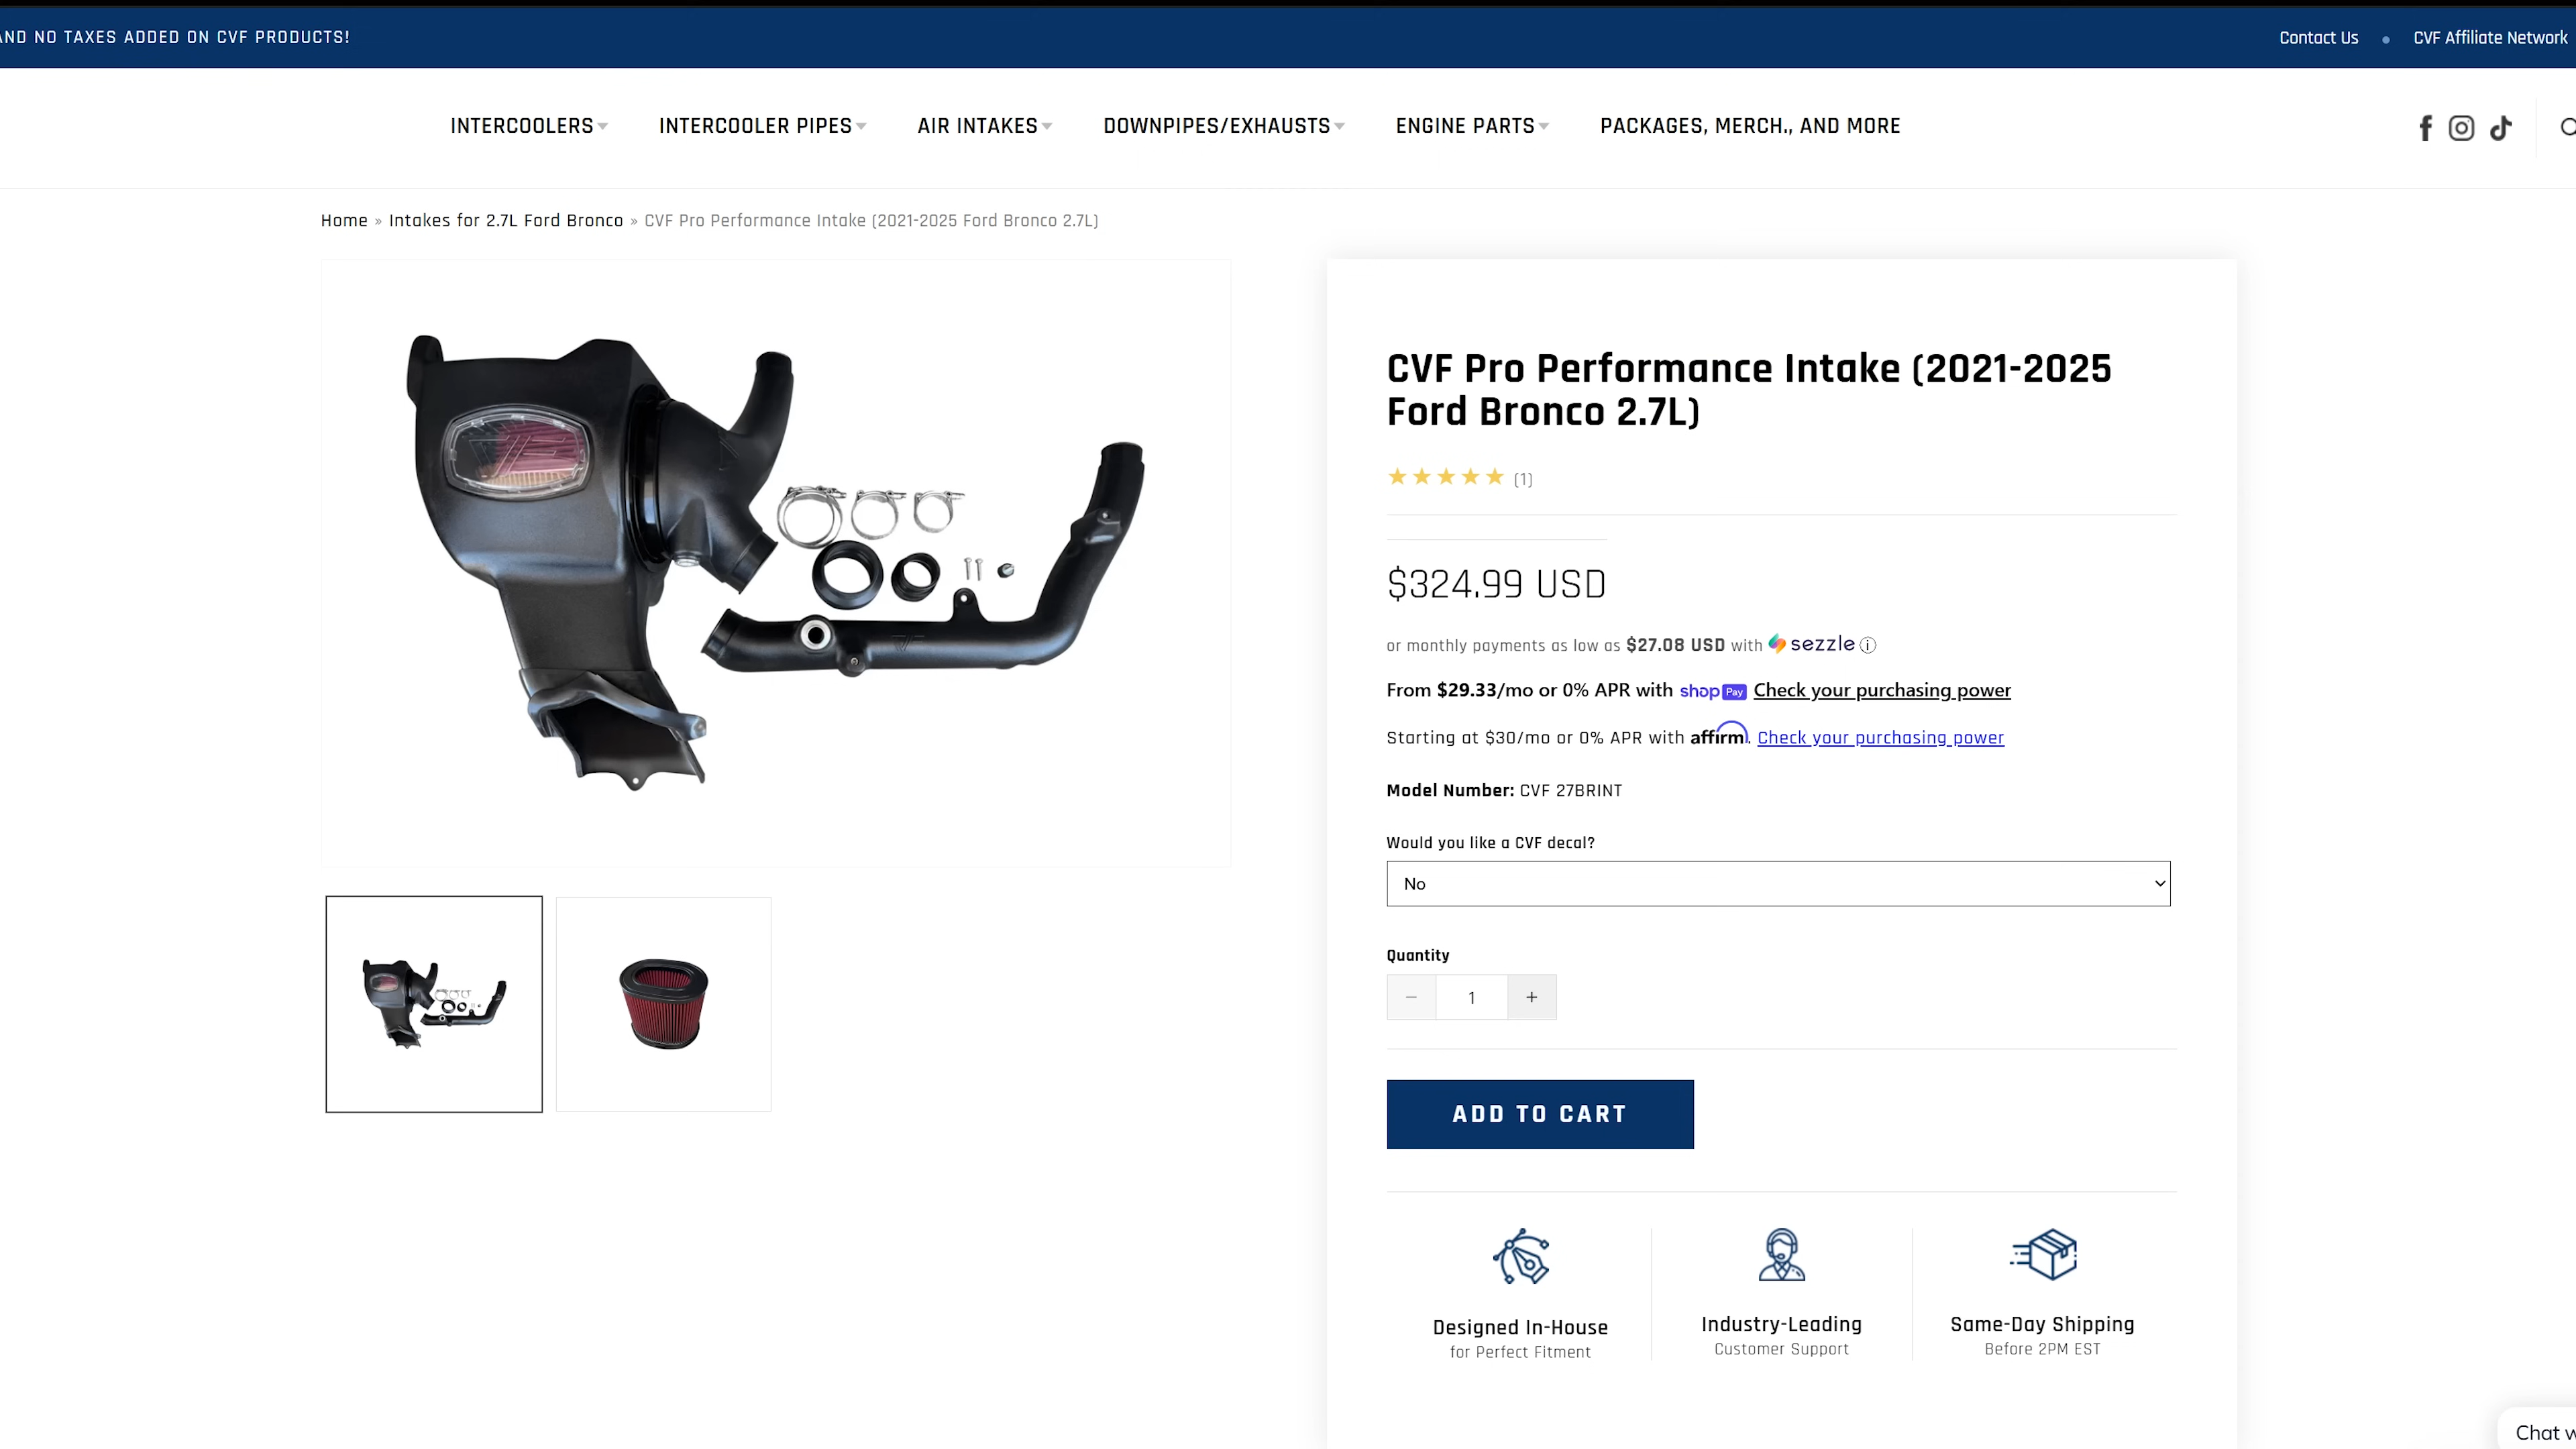 AND NO TAXES ADDED ON CVF PRODUCTS!
Contact Us • CVF Affiliate Network
INTERCOOLERS INTERCOOLER PIPES AIR INTAKES DOWNPIPES/EXHAUSTS ENGINE PARTS PACKAGES, MERCH., AND MORE
Home » Intakes for 2.7L Ford Bronco » CVF Pro Performance Intake (2021-2025 Ford Bronco 2.7L)
CVF Pro Performance Intake (2021-2025
Ford Bronco 2.7L)
★★★★★ (1)
$324.99 USD
or monthly payments as low as $27.08 USD with sezzle
From $29.33/mo or 0% APR with shop Pay Check your purchasing power
Starting at $30/mo or 0% APR with affirm. Check your purchasing power
Model Number: CVF 27BRINT
Would you like a CVF decal?
No
Quantity
− 1 +
ADD TO CART
Designed In-House
for Perfect Fitment
Industry-Leading
Customer Support
Same-Day Shipping
Before 2PM EST
Chat